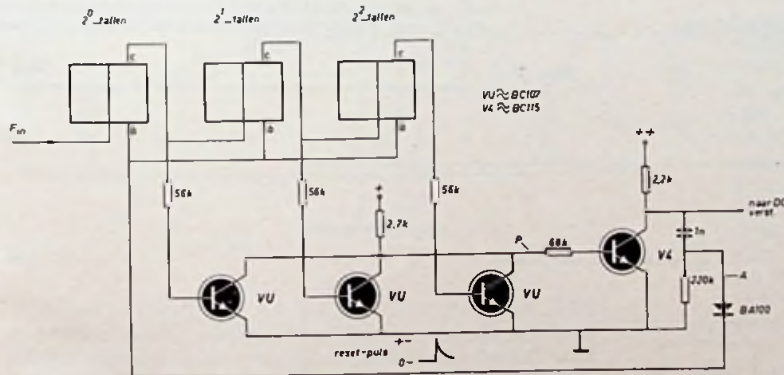 2⁰_tallen
2¹_tallen
2²_tallen
c
c
c
VU ≈ BC107
V4 ≈ BC115
F in
a
a
a
++
56k
56k
+
2,7k
56k
2,2k
naar DC
verst.
P
68k
1n
V4
220k
A
VU
VU
VU
BA100
+-
reset-puls
0-